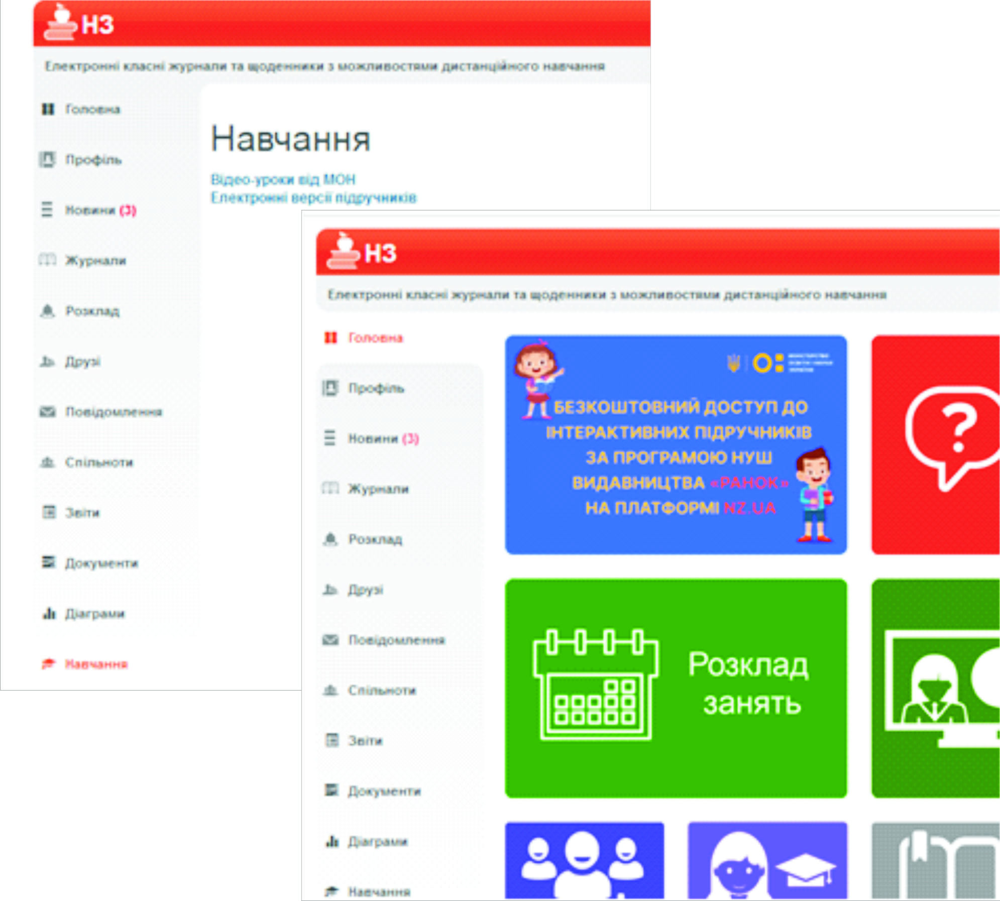 НЗ
Електронні класні журнали та щоденники з можливостями дистанційного навчання
Головна
Профіль
Новини (3)
Журнали
Розклад
Друзі
Повідомлення
Спільноти
Звіти
Документи
Діаграми
Навчання
Навчання
Відео-уроки від МОН
Електронні версії підручників
НЗ
Електронні класні журнали та щоденники з можливостями дистанційного навчання
Головна
Профіль
Новини (3)
Журнали
Розклад
Друзі
Повідомлення
Спільноти
Звіти
Документи
Діаграми
Навчання
БЕЗКОШТОВНИЙ ДОСТУП ДО
ІНТЕРАКТИВНИХ ПІДРУЧНИКІВ
ЗА ПРОГРАМОЮ НУШ
ВИДАВНИЦТВА «РАНОК»
НА ПЛАТФОРМІ NZ.UA
?
Розклад
занять